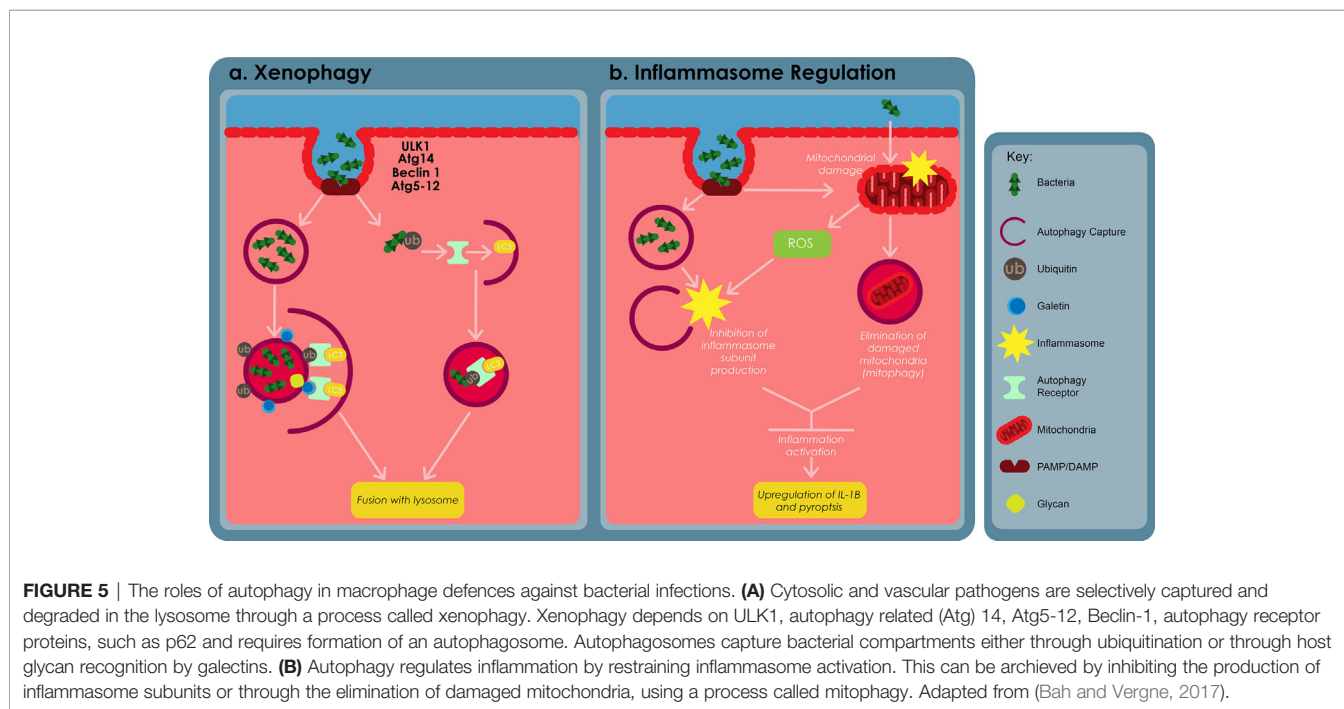 a. Xenophagy
ULK1
Atg14
Beclin 1
Atg5-12
ub
LC3
ub
ub
LC3
ub
LC3
LC3
ub
Fusion with lysosome
b. Inflammasome Regulation
Mitochondrial
damage
ROS
Inhibition of
inflammasome
subunit
production
Elimination of
damaged
mitochondria
(mitophagy)
Inflammation
activation
Upregulation of IL-1B
and pyroptsis
Key:
Bacteria
Autophagy Capture
ub
Ubiquitin
Galetin
Inflammasome
Autophagy
Receptor
Mitochondria
PAMP/DAMP
Glycan
FIGURE 5 | The roles of autophagy in macrophage defences against bacterial infections. (A) Cytosolic and vascular pathogens are selectively captured and
degraded in the lysosome through a process called xenophagy. Xenophagy depends on ULK1, autophagy related (Atg) 14, Atg5-12, Beclin-1, autophagy receptor
proteins, such as p62 and requires formation of an autophagosome. Autophagosomes capture bacterial compartments either through ubiquitination or through host
glycan recognition by galectins. (B) Autophagy regulates inflammation by restraining inflammasome activation. This can be archieved by inhibiting the production of
inflammasome subunits or through the elimination of damaged mitochondria, using a process called mitophagy. Adapted from (Bah and Vergne, 2017).